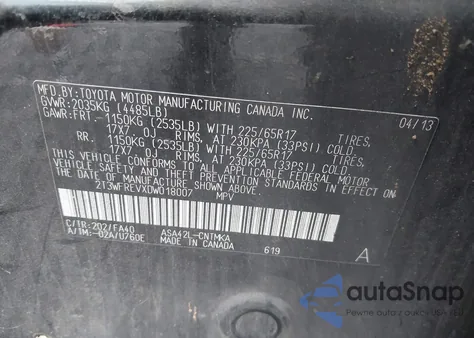 MFD.BY:TOYOTA MOTOR MANUFACTURING CANADA INC.
04/13
GVWR:2035KG (4485LB)
GAWR:FRT.-1150KG (2535LB) WITH 225/65R17 TIRES,
17X7.0J RIMS, AT 230KPA (33PSI) COLD.
RR. 1150KG (2535LB) WITH 225/65R17 TIRES,
17X7.0J RIMS, AT 230KPA (33PSI) COLD.
THIS VEHICLE CONFORMS TO ALL APPLICABLE FEDERAL MOTOR
VEHICLE SAFETY AND THEFT PREVENTION STANDARDS IN EFFECT
ON THE DATE OF MANUFACTURE SHOWN ABOVE.
2T3WFREVXDW018007 MPV
C/TR:202/FA40 ASA42L-CNTMKA
A/TM:-02A/U760E MADE IN CANADA 619
A
autoSnap
Pewne auto z aukcji w USA